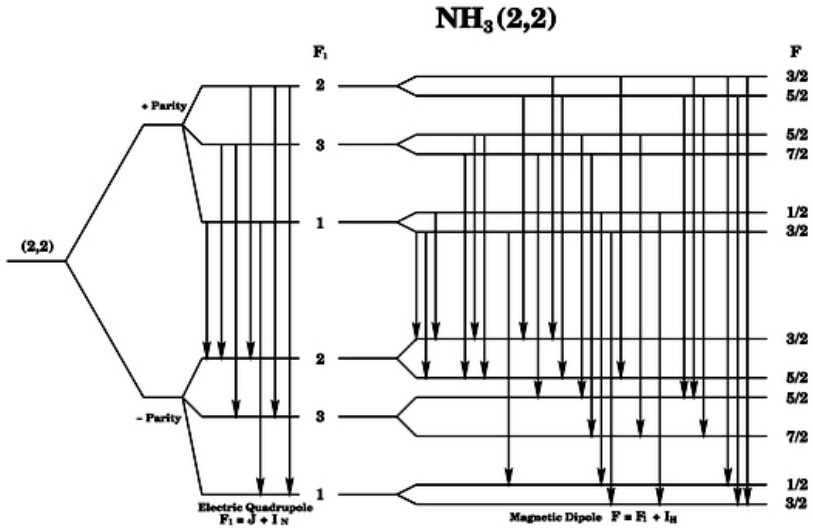 NH3(2,2)
F1
F
3/2
+ Parity
2
5/2
5/2
3
7/2
1/2
1
3/2
(2,2)
3/2
2
5/2
5/2
– Parity
3
7/2
1/2
1
3/2
Electric Quadrupole
F1 = J + I N
Magnetic Dipole F = F1 + IH